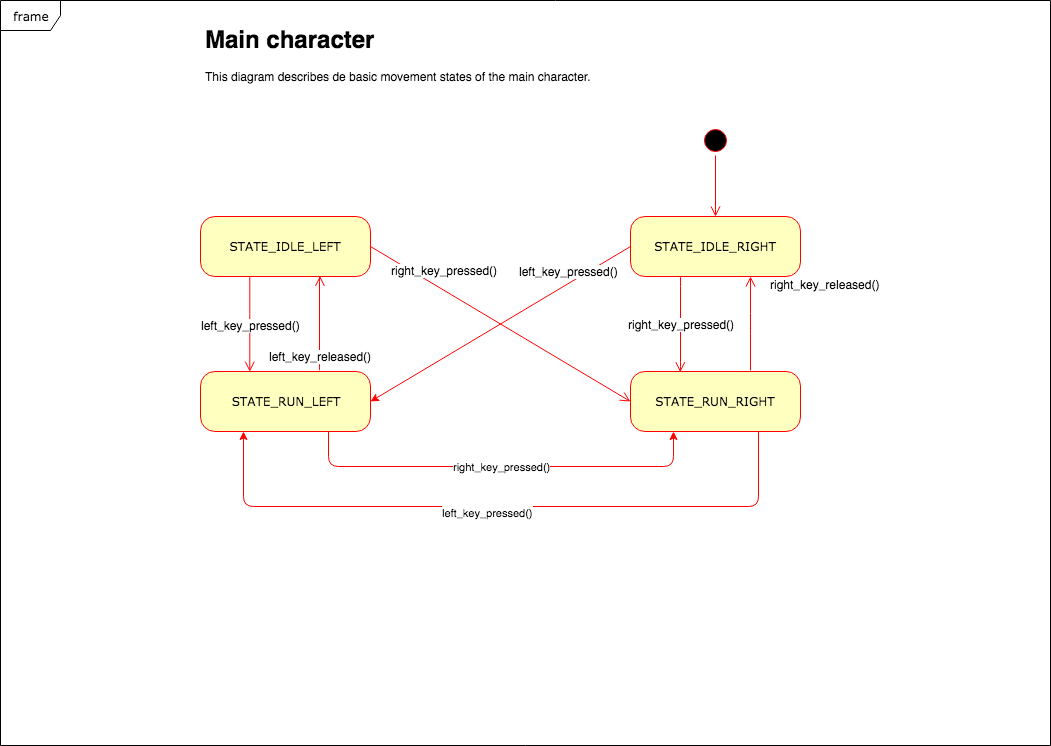 frame
Main character
This diagram describes de basic movement states of the main character.
STATE_IDLE_LEFT
STATE_IDLE_RIGHT
right_key_pressed()
left_key_pressed()
right_key_released()
left_key_pressed()
right_key_pressed()
left_key_released()
STATE_RUN_LEFT
STATE_RUN_RIGHT
right_key_pressed()
left_key_pressed()